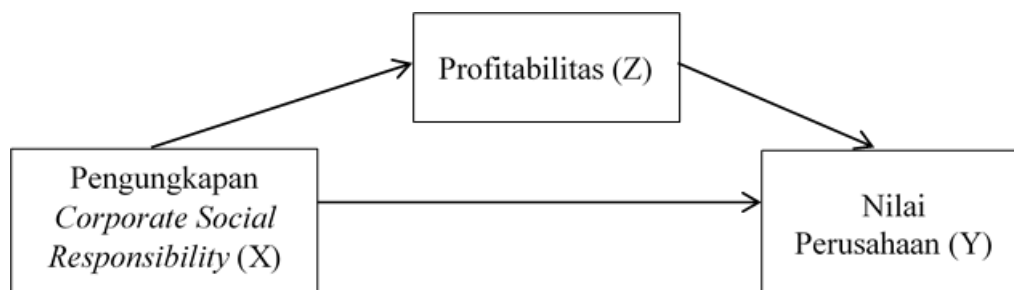 Profitabilitas (Z)
Pengungkapan
Corporate Social
Responsibility (X)
Nilai
Perusahaan (Y)